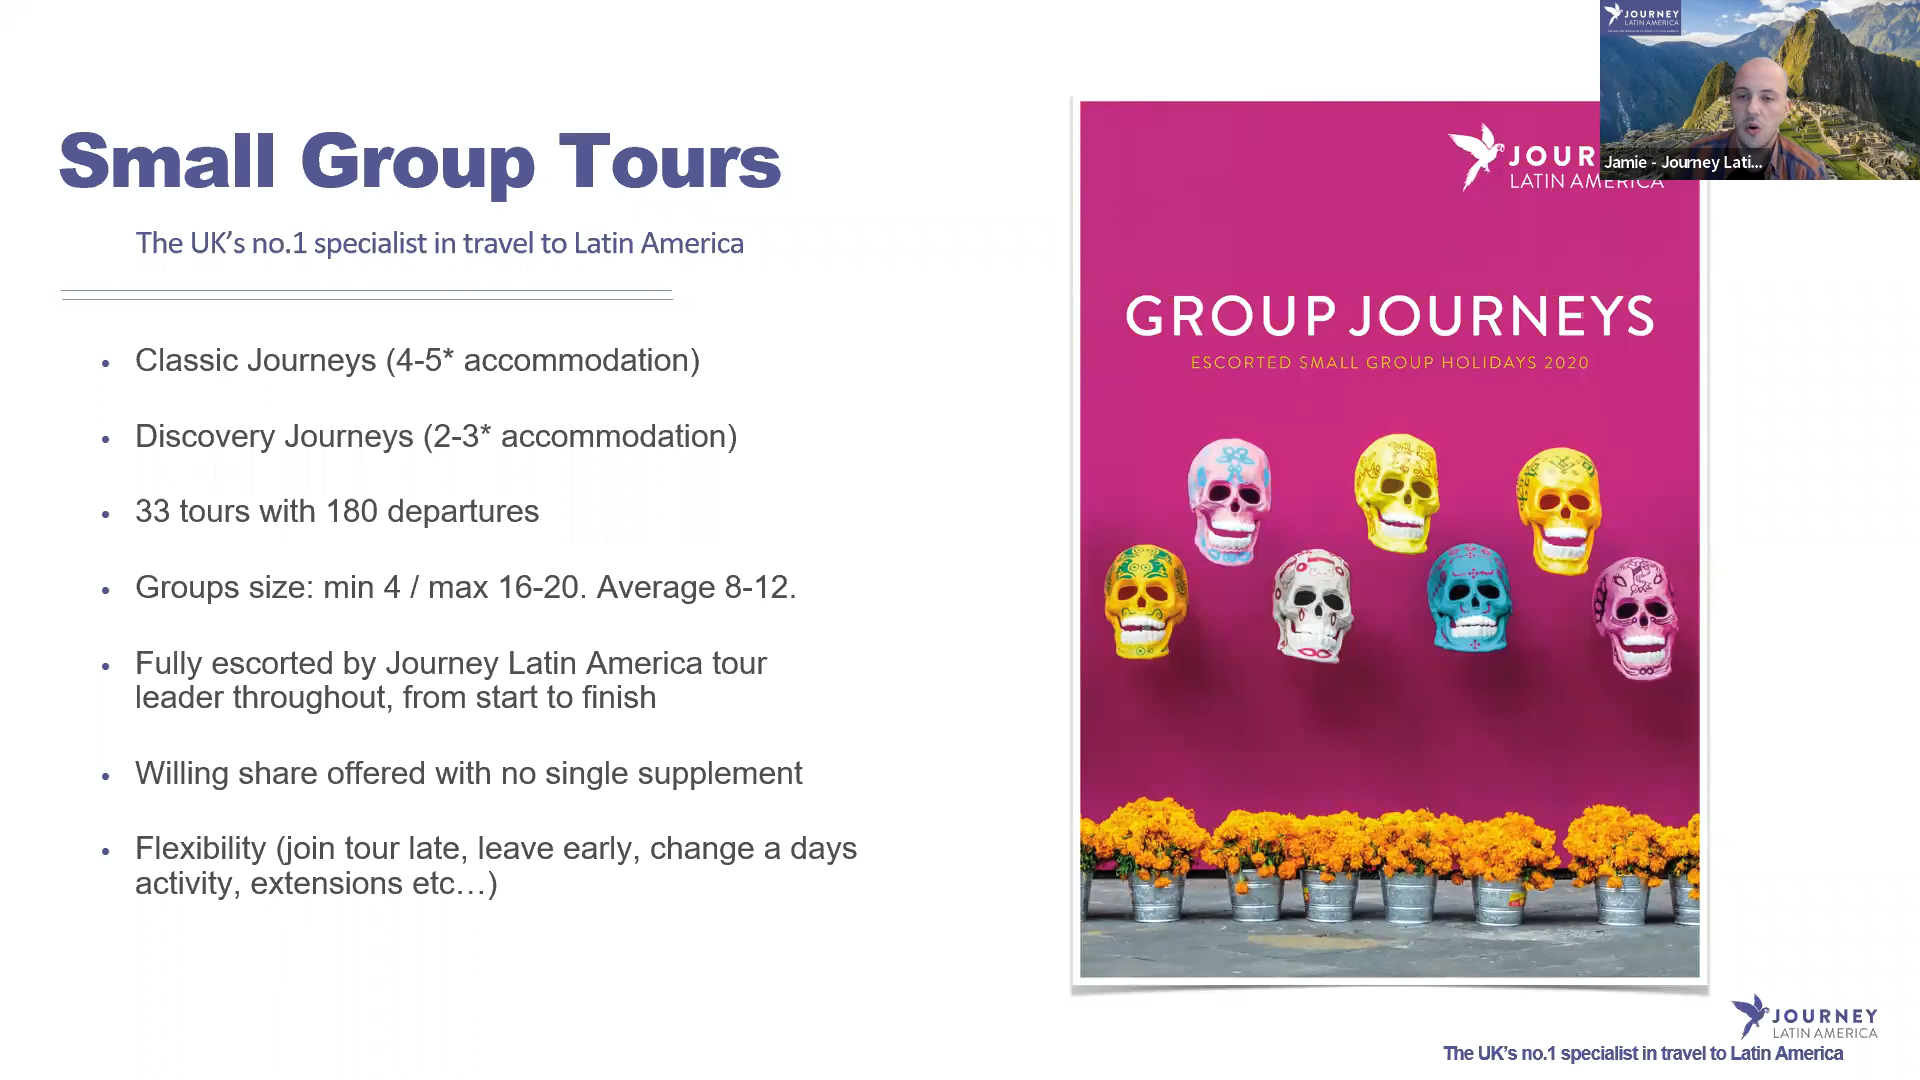 Small Group Tours
The UK's no.1 specialist in travel to Latin America
• Classic Journeys (4-5* accommodation)
• Discovery Journeys (2-3* accommodation)
• 33 tours with 180 departures
• Groups size: min 4 / max 16-20. Average 8-12.
• Fully escorted by Journey Latin America tour
leader throughout, from start to finish
• Willing share offered with no single supplement
• Flexibility (join tour late, leave early, change a days
activity, extensions etc…)
JOUR
LATIN AMERICA
GROUP JOURNEYS
ESCORTED SMALL GROUP HOLIDAYS 2020
JOURNEY
LATIN AMERICA
Jamie - Journey Lati...
JOURNEY
LATIN AMERICA
The UK's no.1 specialist in travel to Latin America